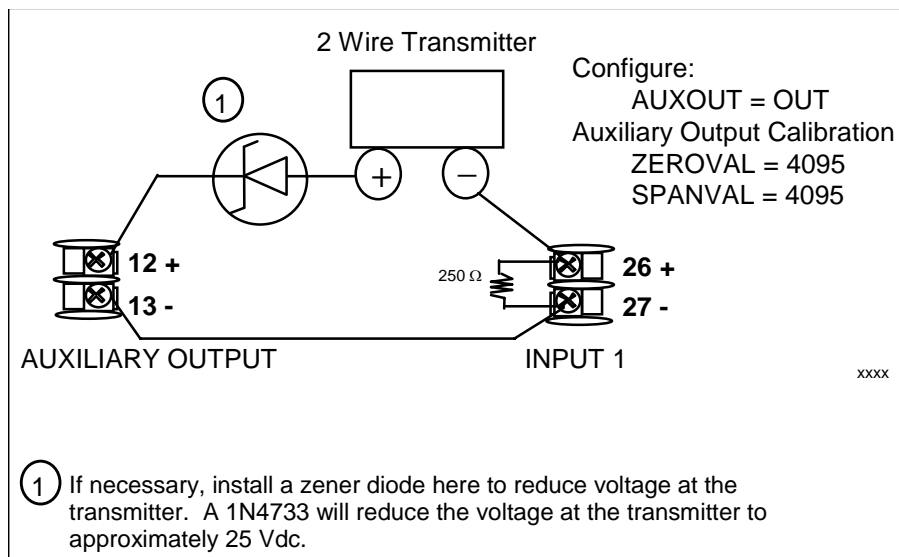 2 Wire Transmitter
1
Configure:
AUXOUT = OUT
Auxiliary Output Calibration
ZEROVAL = 4095
SPANVAL = 4095
+
−
12 +
13 -
250 Ω
26 +
27 -
AUXILIARY OUTPUT
INPUT 1
xxxx
1 If necessary, install a zener diode here to reduce voltage at the
transmitter. A 1N4733 will reduce the voltage at the transmitter to
approximately 25 Vdc.